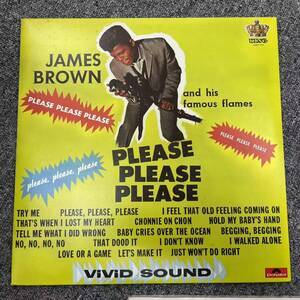 KING
JAMES
BROWN
and his
famous flames
PLEASE PLEASE PLEASE
PLEASE PLEASE PLEASE
please, please, please
PLEASE
PLEASE
PLEASE
TRY ME PLEASE, PLEASE, PLEASE I FEEL THAT OLD FEELING COMING ON
THAT'S WHEN I LOST MY HEART CHONNIE ON CHON HOLD MY BABY'S HAND
TELL ME WHAT I DID WRONG BABY CRIES OVER THE OCEAN BEGGING, BEGGING
NO, NO, NO, NO THAT DOOD IT I DON'T KNOW I WALKED ALONE
LOVE OR A GAME LET'S MAKE IT JUST WON'T DO RIGHT
ViViD SOUND
Polydor